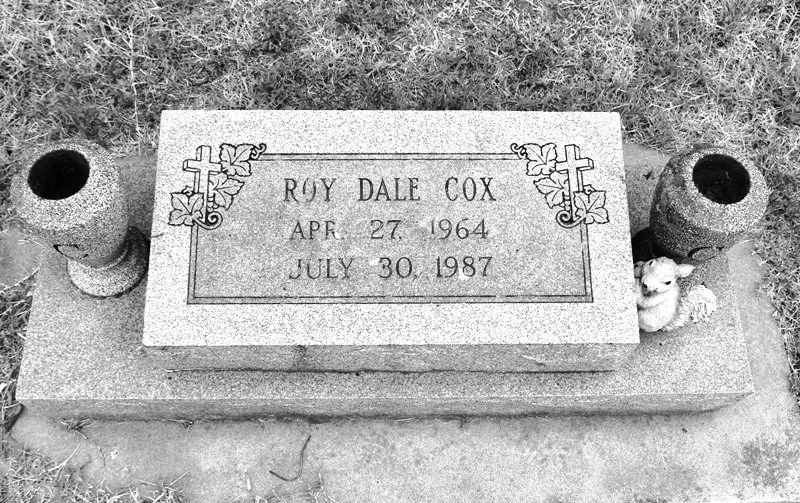 ROY DALE COX
APR. 27, 1964
JULY 30, 1987